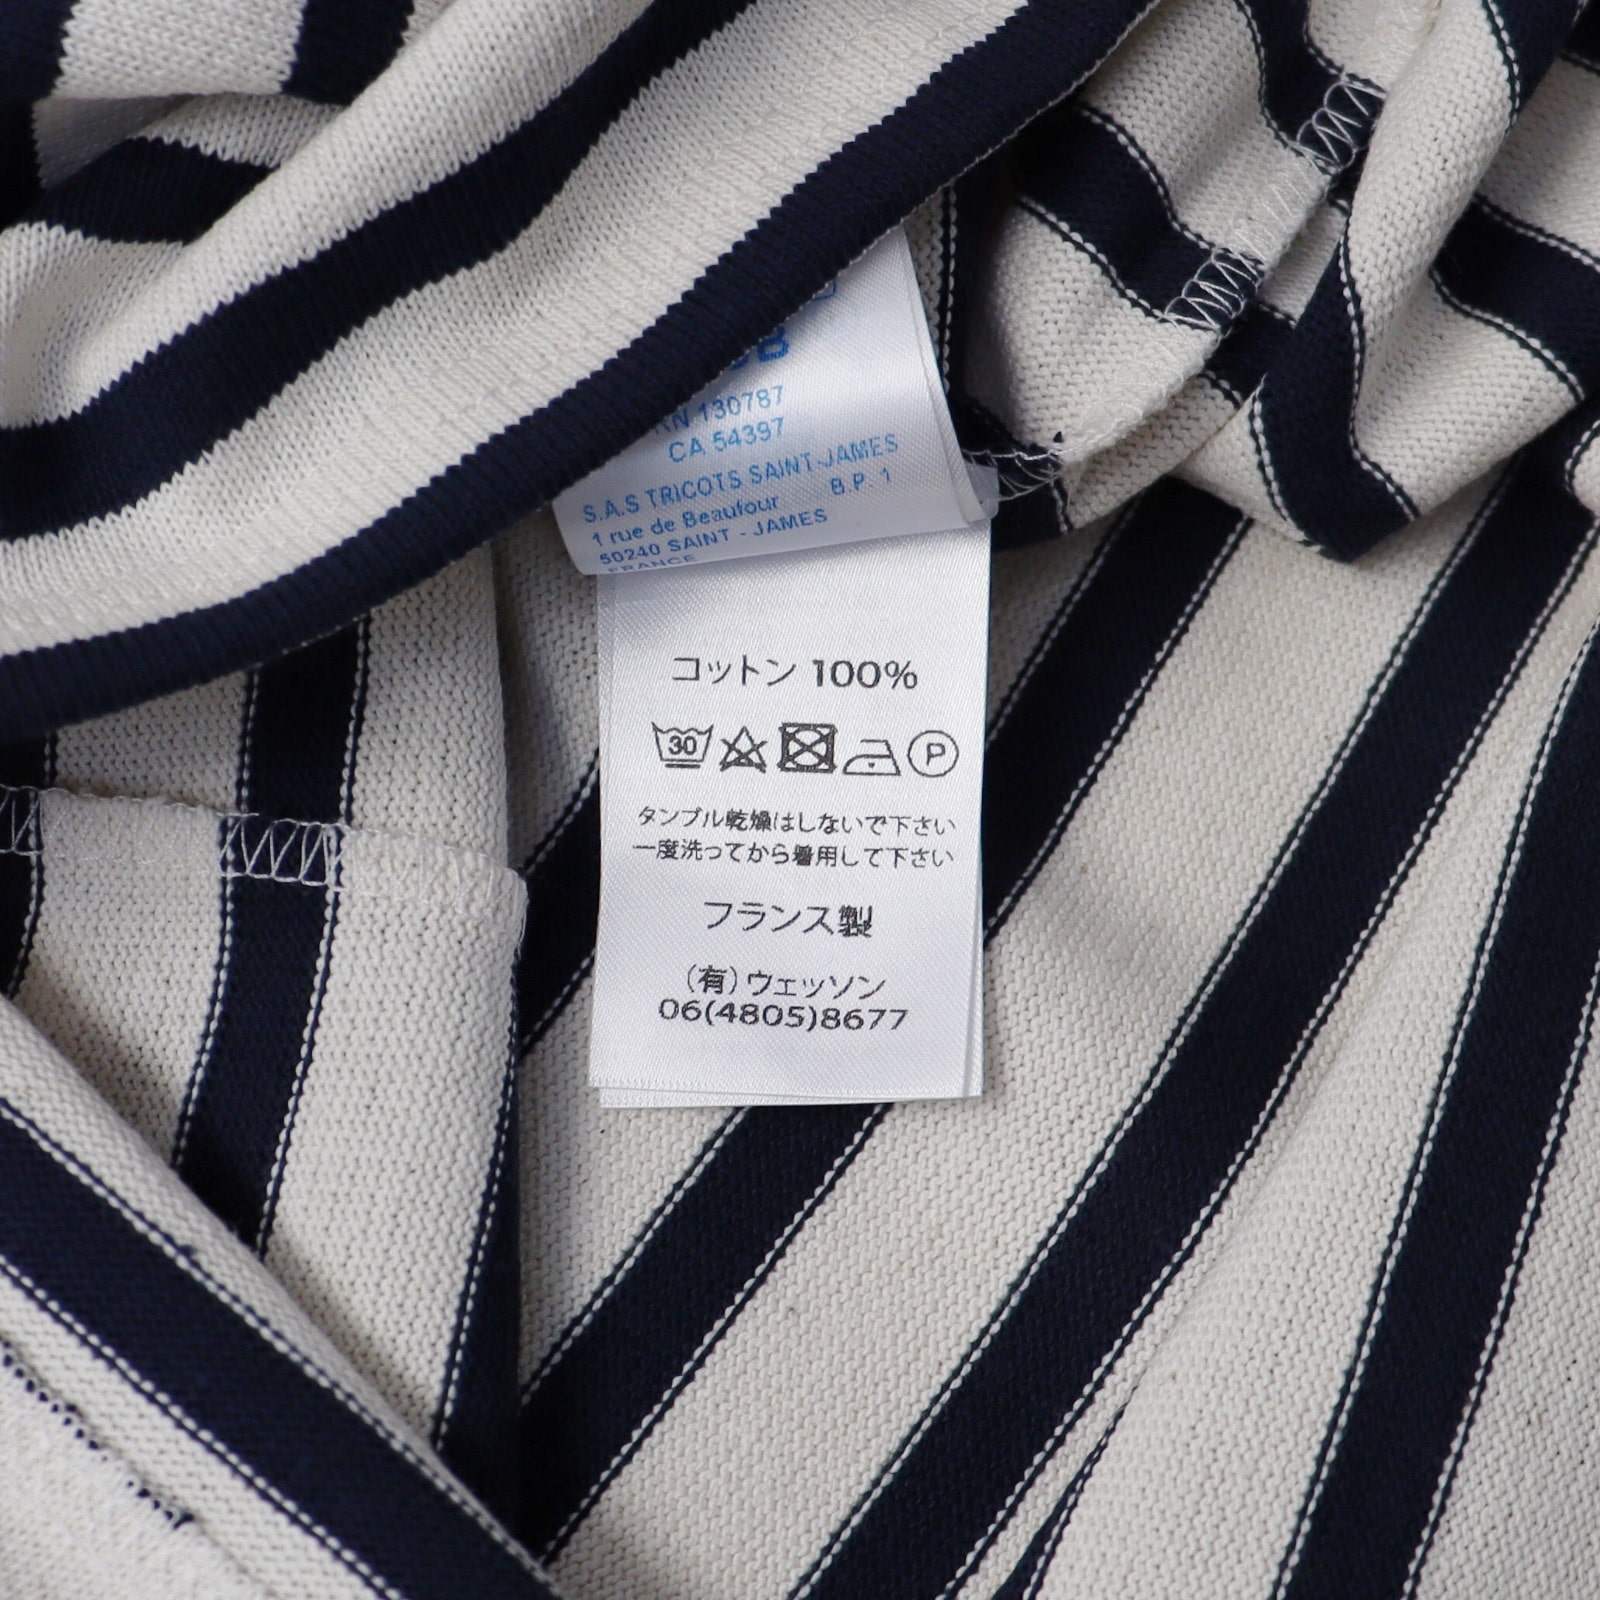 RN 130787
CA 54397
S.A.S TRICOTS SAINT-JAMES
1 rue de Beaufour B.P. 1
50240 SAINT - JAMES
FRANCE
コットン 100%
30
P
タンブル乾燥はしないで下さい
一度洗ってから着用して下さい
フランス製
(有)ウェッソン
06(4805)8677